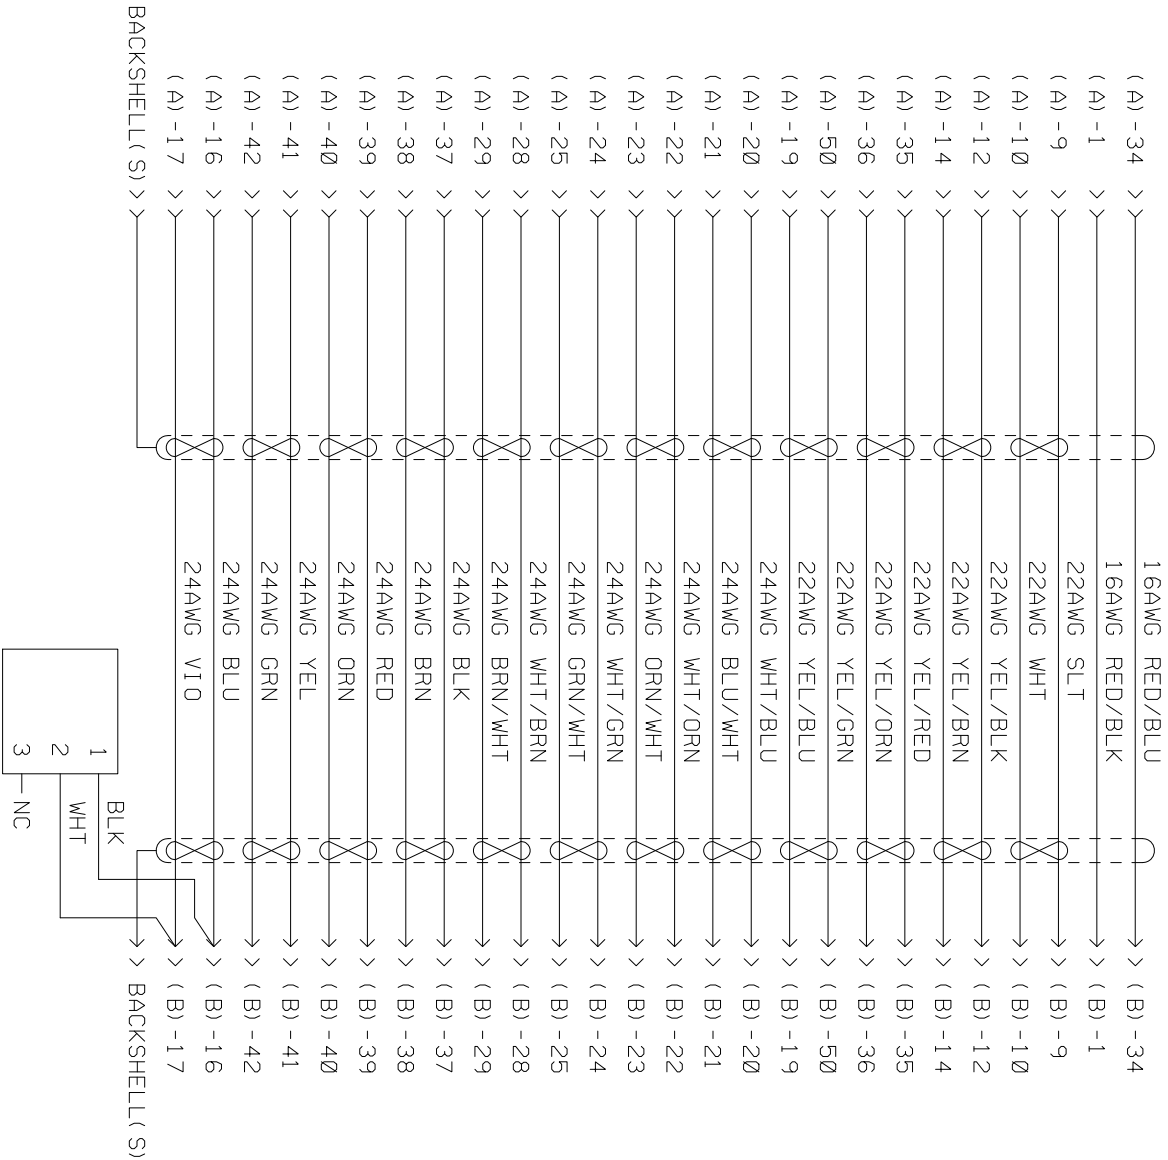 (A)-34 16AWG RED/BLU (B)-34
(A)-1 16AWG RED/BLK (B)-1
(A)-9 22AWG SLT (B)-9
(A)-10 22AWG WHT (B)-10
(A)-12 22AWG YEL/BLK (B)-12
(A)-14 22AWG YEL/BRN (B)-14
(A)-35 22AWG YEL/RED (B)-35
(A)-36 22AWG YEL/ORN (B)-36
(A)-50 22AWG YEL/GRN (B)-50
(A)-19 22AWG YEL/BLU (B)-19
(A)-20 24AWG WHT/BLU (B)-20
(A)-21 24AWG BLU/WHT (B)-21
(A)-22 24AWG WHT/ORN (B)-22
(A)-23 24AWG ORN/WHT (B)-23
(A)-24 24AWG WHT/GRN (B)-24
(A)-25 24AWG GRN/WHT (B)-25
(A)-28 24AWG WHT/BRN (B)-28
(A)-29 24AWG BRN/WHT (B)-29
(A)-37 24AWG BLK (B)-37
(A)-38 24AWG BRN (B)-38
(A)-39 24AWG RED (B)-39
(A)-40 24AWG ORN (B)-40
(A)-41 24AWG YEL (B)-41
(A)-42 24AWG GRN (B)-42
(A)-16 24AWG BLU (B)-16
(A)-17 24AWG VIO (B)-17
BACKSHELL(S) BACKSHELL(S)
1 BLK
2 WHT
3 NC